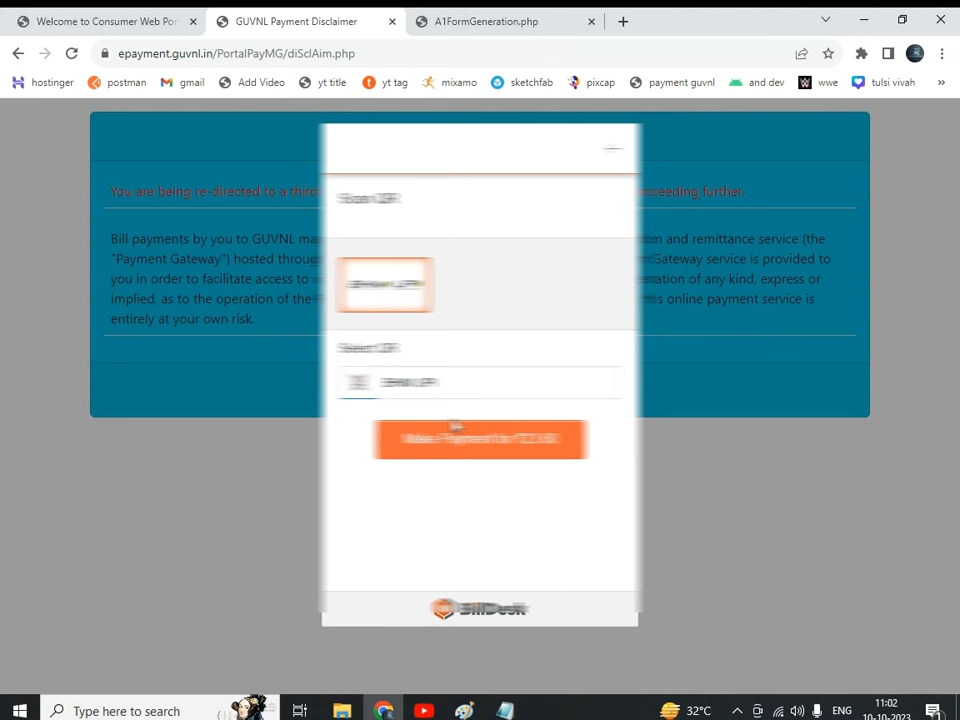 Welcome to Consumer Web Por
GUVNL Payment Disclaimer
A1FormGeneration.php
epayment.guvnl.in/PortalPayMG/diSclAim.php
hostinger
postman
gmail
Add Video
yt title
yt tag
mixamo
sketchfab
pixcap
payment guvnl
and dev
wwe
tulsi vivah
You are being re-directed to a third
ceeding further.
Bill payments by you to GUVNL ma
n and remittance service (the
"Payment Gateway") hosted throug
Gateway service is provided to
you in order to facilitate access to
ation of any kind, express or
implied, as to the operation of the
s online payment service is
entirely at your own risk.
BillDesk
Type here to search
32°C
ENG
11:02
10-10-2023